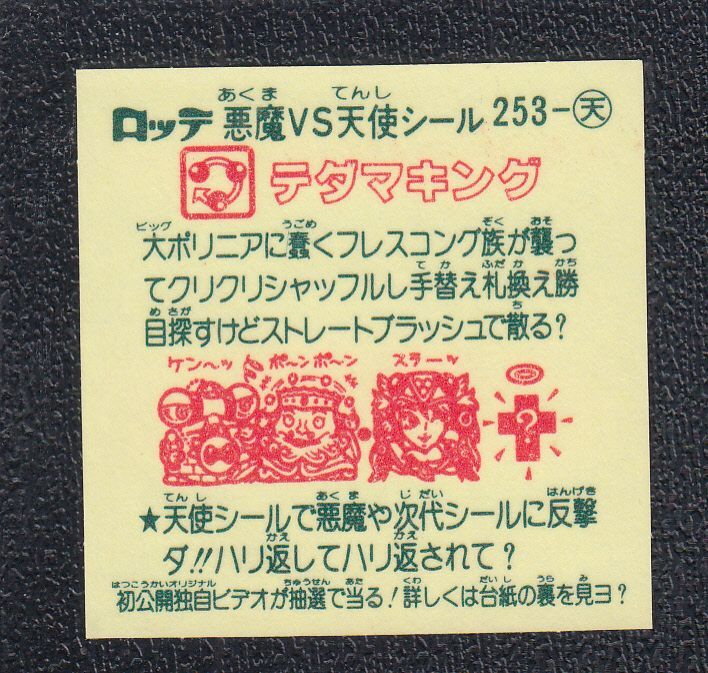 あくま てんし
ロッテ 悪魔VS天使シール 253-天
テダマキング
ビッグ うごめ ぞく おそ
大ポリニアに蠢くフレスコング族が襲っ
てか ふだか かち
てクリクリシャッフルし手替え札換え勝
めさが ち
目探すけどストレートブラッシュで散る?
ケン〜ッ ポ〜ンポ〜ン スラーッ
?
てんし あくま じだい はんげき
★天使シールで悪魔や次代シールに反撃
かえ かえ
ダ!!ハリ返してハリ返されて?
はつこうかいオリジナル ちゅうせん あた くわ だいし うら み
初公開独自ビデオが抽選で当る!詳しくは台紙の裏を見ヨ?